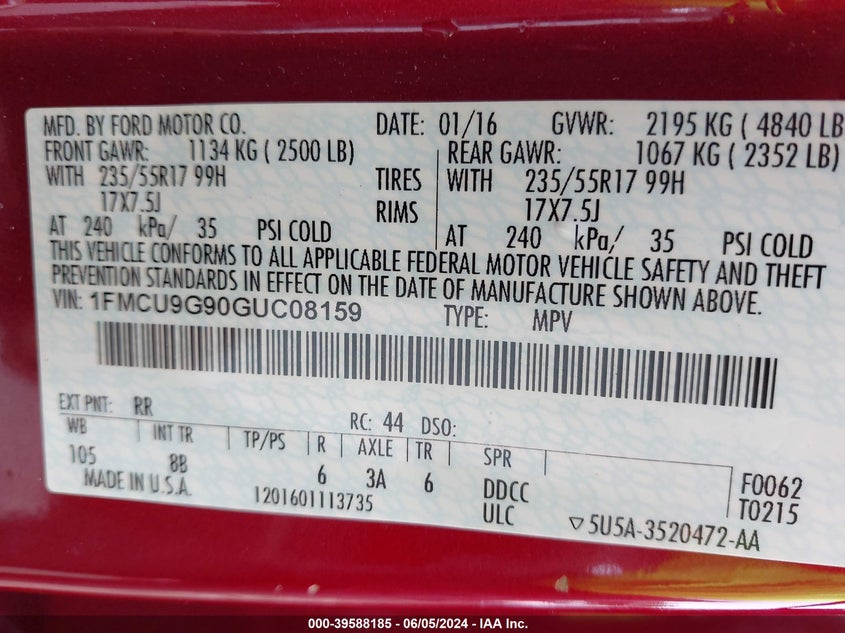 MFD. BY FORD MOTOR CO. DATE: 01/16 GVWR: 2195 KG ( 4840 LB
FRONT GAWR: 1134 KG ( 2500 LB) REAR GAWR: 1067 KG ( 2352 LB)
WITH 235/55R17 99H TIRES WITH 235/55R17 99H
17X7.5J RIMS 17X7.5J
AT 240 kPa/ 35 PSI COLD AT 240 kPa/ 35 PSI COLD
THIS VEHICLE CONFORMS TO ALL APPLICABLE FEDERAL MOTOR VEHICLE SAFETY AND THEFT
PREVENTION STANDARDS IN EFFECT ON THE DATE OF MANUFACTURE SHOWN ABOVE.
VIN: 1FMCU9G90GUC08159 TYPE: MPV
EXT PNT: RR RC: 44 DSO:
WB INT TR TP/PS R AXLE TR SPR
105 8B 6 3A 6 DDCC F0062
MADE IN U.S.A. 1201601113735 ULC T0215
▽5U5A-3520472-AA
000-39588185 - 06/05/2024 - IAA Inc.